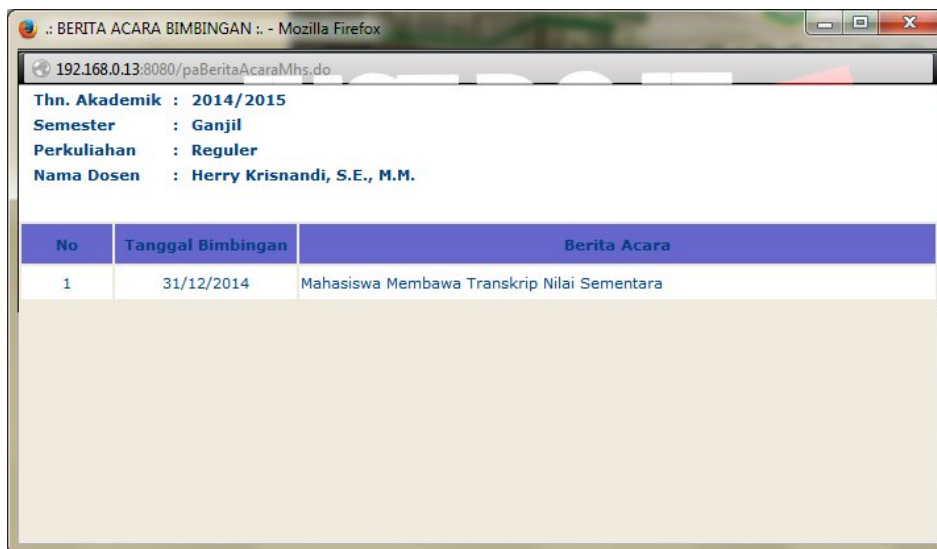 .: BERITA ACARA BIMBINGAN :. - Mozilla Firefox
192.168.0.13:8080/paBeritaAcaraMhs.do
Thn. Akademik : 2014/2015
Semester : Ganjil
Perkuliahan : Reguler
Nama Dosen : Herry Krisnandi, S.E., M.M.
No Tanggal Bimbingan Berita Acara
1 31/12/2014 Mahasiswa Membawa Transkrip Nilai Sementara